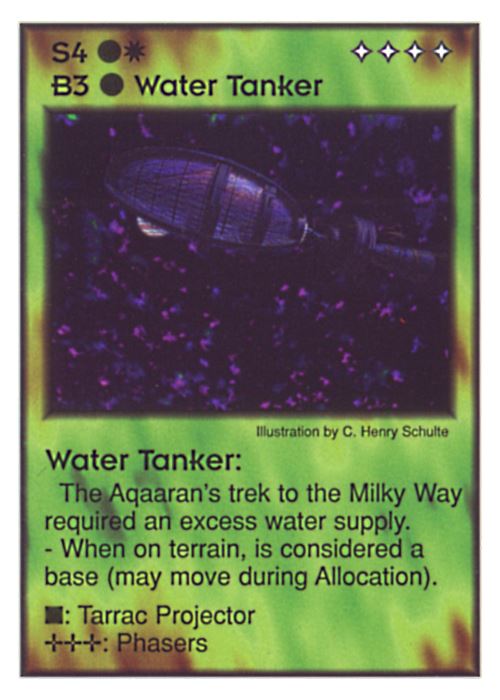 S4 ●✷
B3 ● Water Tanker
Illustration by C. Henry Schulte
Water Tanker:
The Aqaaran's trek to the Milky Way
required an excess water supply.
- When on terrain, is considered a
base (may move during Allocation).
■: Tarrac Projector
✛✛✛: Phasers